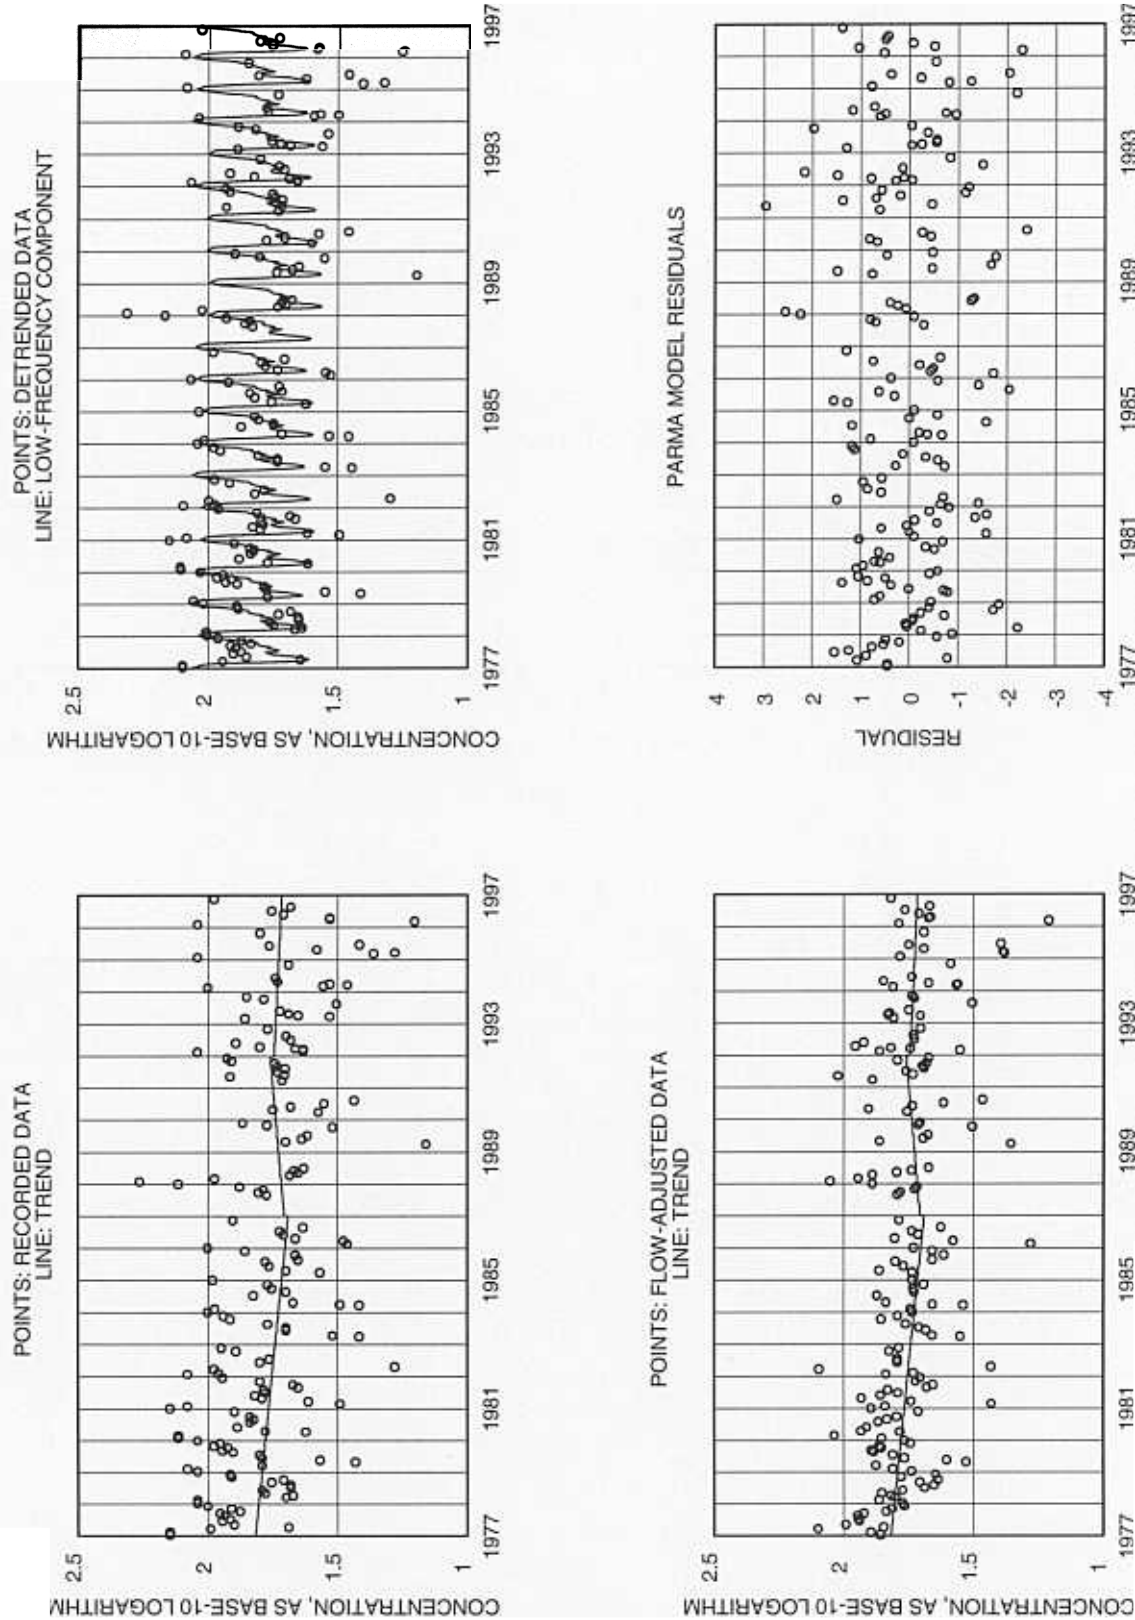 POINTS: RECORDED DATA
LINE: TREND
CONCENTRATION, AS BASE-10 LOGARITHM
2.5
2
1.5
1
1977 1981 1985 1989 1993 1997
POINTS: DETRENDED DATA
LINE: LOW-FREQUENCY COMPONENT
CONCENTRATION, AS BASE-10 LOGARITHM
2.5
2
1.5
1
1977 1981 1985 1989 1993 1997
POINTS: FLOW-ADJUSTED DATA
LINE: TREND
CONCENTRATION, AS BASE-10 LOGARITHM
2.5
2
1.5
1
1977 1981 1985 1989 1993 1997
PARMA MODEL RESIDUALS
RESIDUAL
4
3
2
1
0
-1
-2
-3
-4
1977 1981 1985 1989 1993 1997